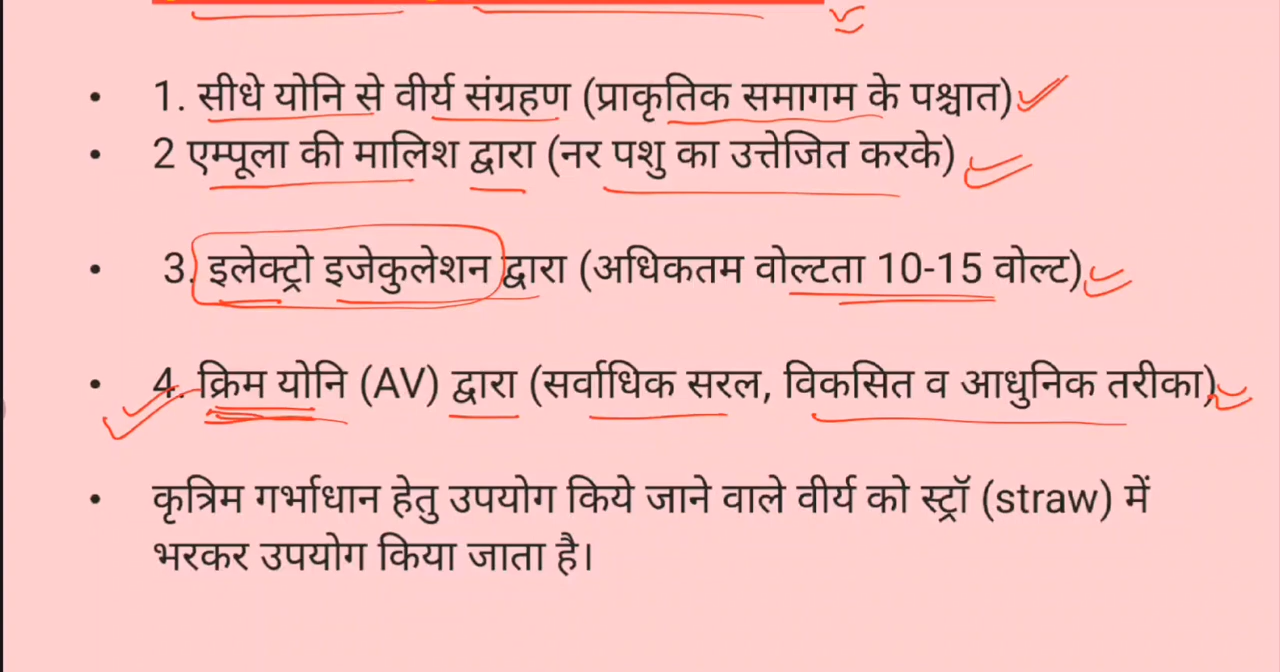 • 1. सीधे योनि से वीर्य संग्रहण (प्राकृतिक समागम के पश्चात)
• 2 एम्पूला की मालिश द्वारा (नर पशु का उत्तेजित करके)
• 3. इलेक्ट्रो इजेकुलेशन द्वारा (अधिकतम वोल्टता 10-15 वोल्ट)
• 4. क्रिम योनि (AV) द्वारा (सर्वाधिक सरल, विकसित व आधुनिक तरीका)
• कृत्रिम गर्भाधान हेतु उपयोग किये जाने वाले वीर्य को स्ट्रॉ (straw) में
भरकर उपयोग किया जाता है।